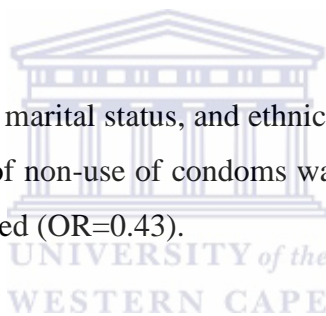 marital status, and ethnic
of non-use of condoms wa
ed (OR=0.43).
UNIVERSITY of the
WESTERN CAPE